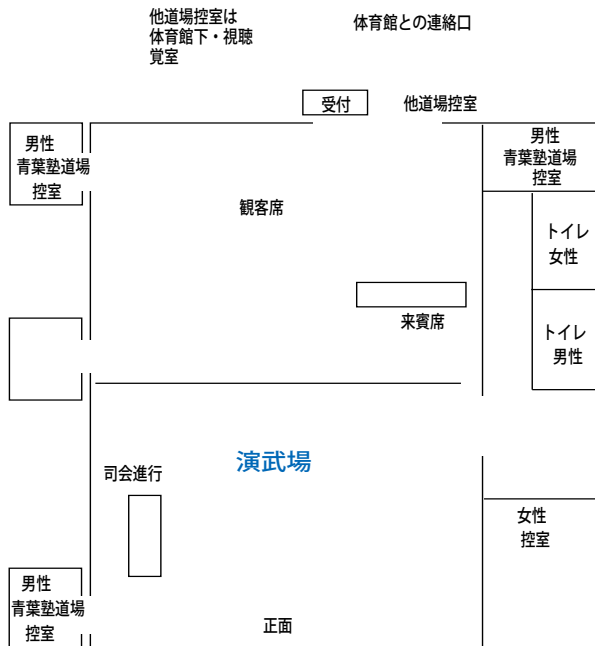 他道場控室は
体育館下・視聴
覚室
体育館との連絡口
受付
他道場控室
男性
青葉塾道場
控室
男性
青葉塾道場
控室
観客席
トイレ
女性
来賓席
トイレ
男性
演武場
司会進行
女性
控室
男性
青葉塾道場
控室
正面